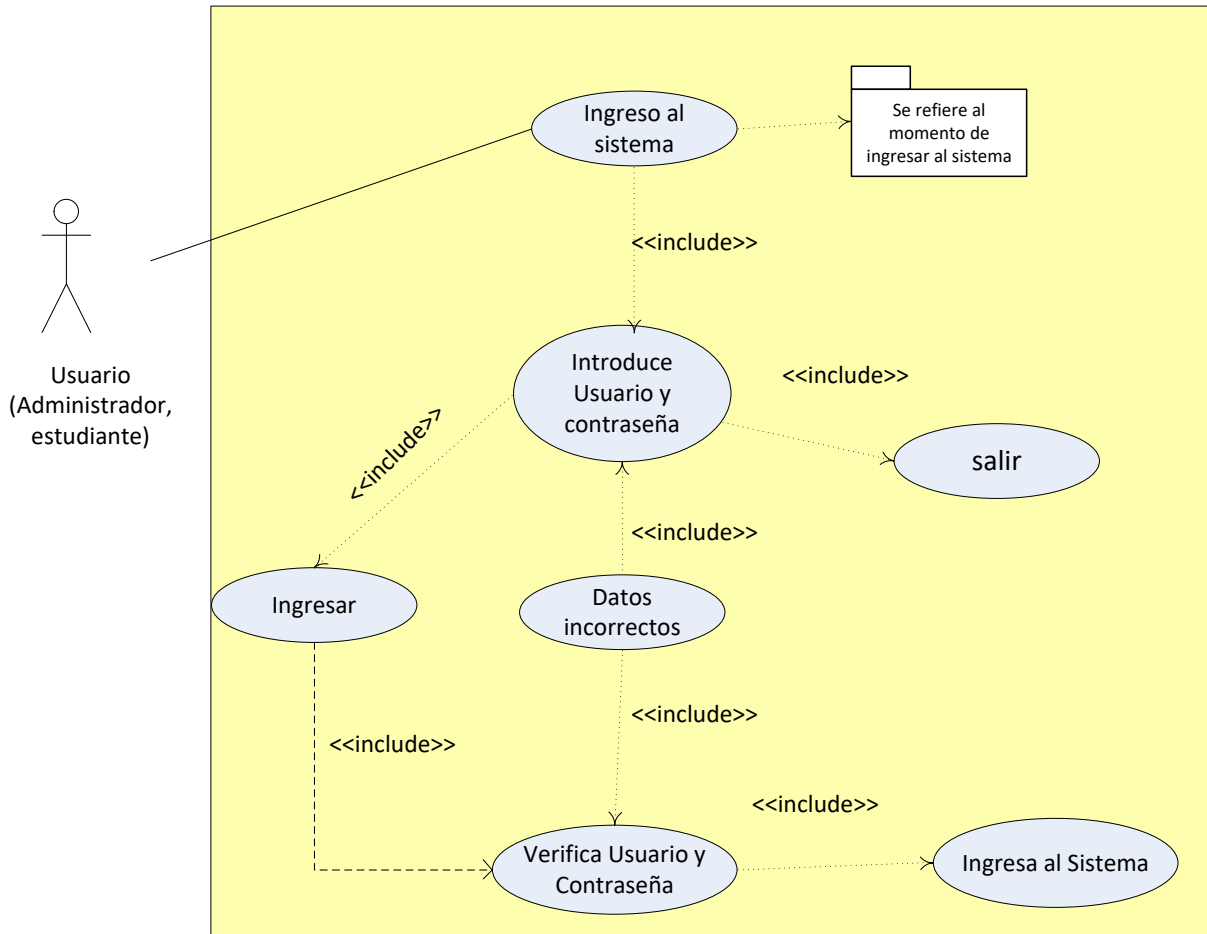 Ingreso al
sistema
Se refiere al
momento de
ingresar al sistema
<<include>>
Usuario
(Administrador,
estudiante)
Introduce
Usuario y
contraseña
<<include>>
<<include>>
salir
<<include>>
Ingresar
Datos
incorrectos
<<include>>
<<include>>
<<include>>
Verifica Usuario y
Contraseña
Ingresa al Sistema